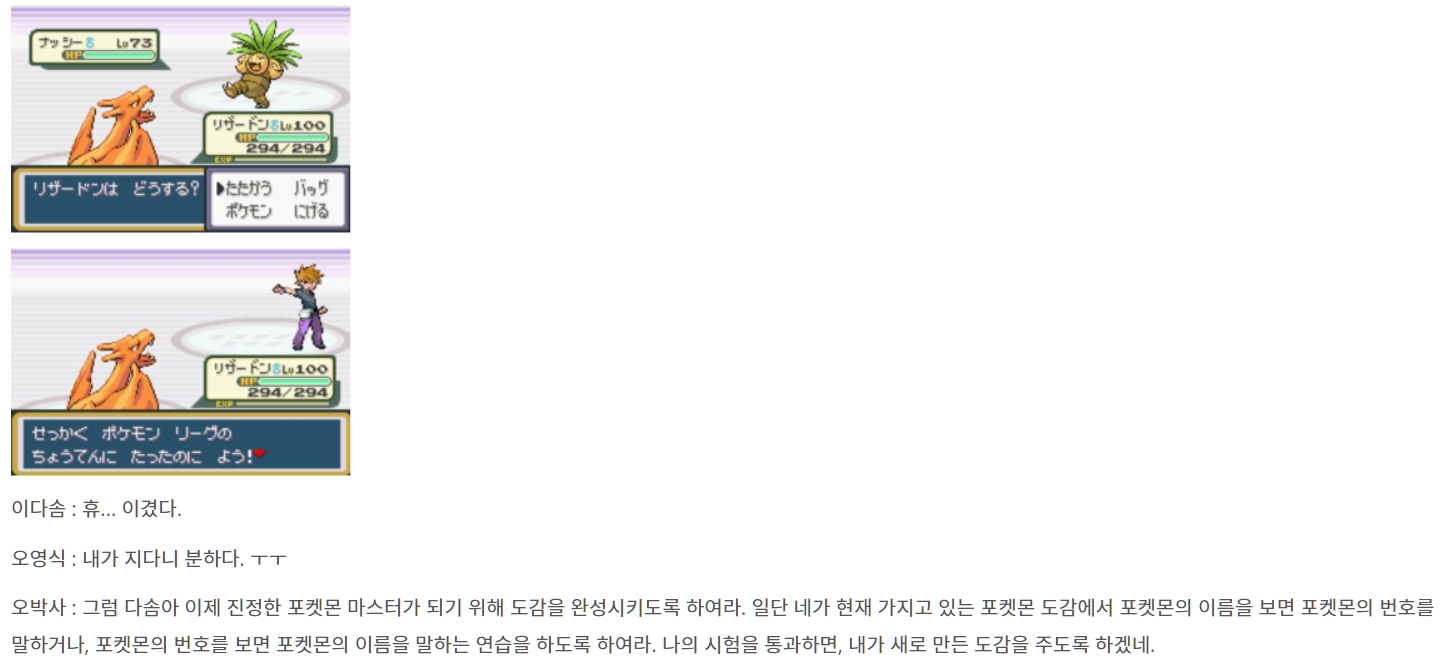 ナッシー♂ Lv73
HP
リザードン♂Lv100
HP
294/294
EXP
リザードンは どうする?
▶たたかう バッグ
ポケモン にげる
リザードン♂Lv100
HP
294/294
EXP
せっかく ポケモン リーグの
ちょうてんに たったのに よう!
이다솜 : 휴... 이겼다.
오영식 : 내가 지다니 분하다. ㅜㅜ
오박사 : 그럼 다솜아 이제 진정한 포켓몬 마스터가 되기 위해 도감을 완성시키도록 하여라. 일단 네가 현재 가지고 있는 포켓몬 도감에서 포켓몬의 이름을 보면 포켓몬의 번호를
말하거나, 포켓몬의 번호를 보면 포켓몬의 이름을 말하는 연습을 하도록 하여라. 나의 시험을 통과하면, 내가 새로 만든 도감을 주도록 하겠네.